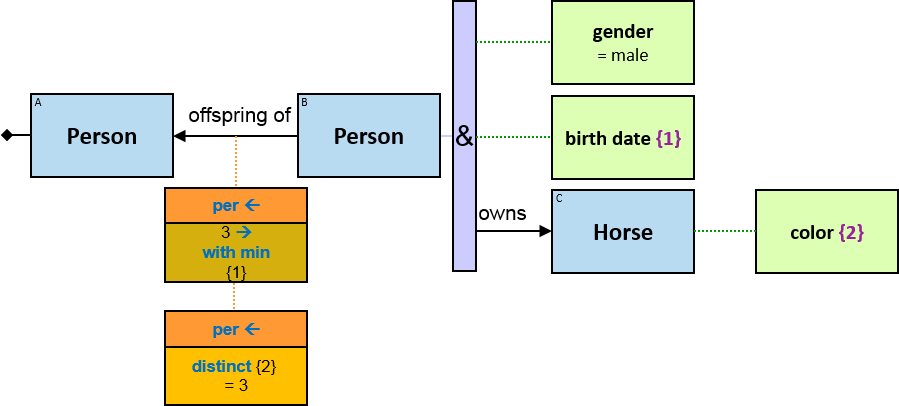 gender
= male
A
Person
offspring of
B
Person
&
birth date {1}
per ←
3 →
with min
{1}
owns
C
Horse
color {2}
per ←
distinct {2}
= 3